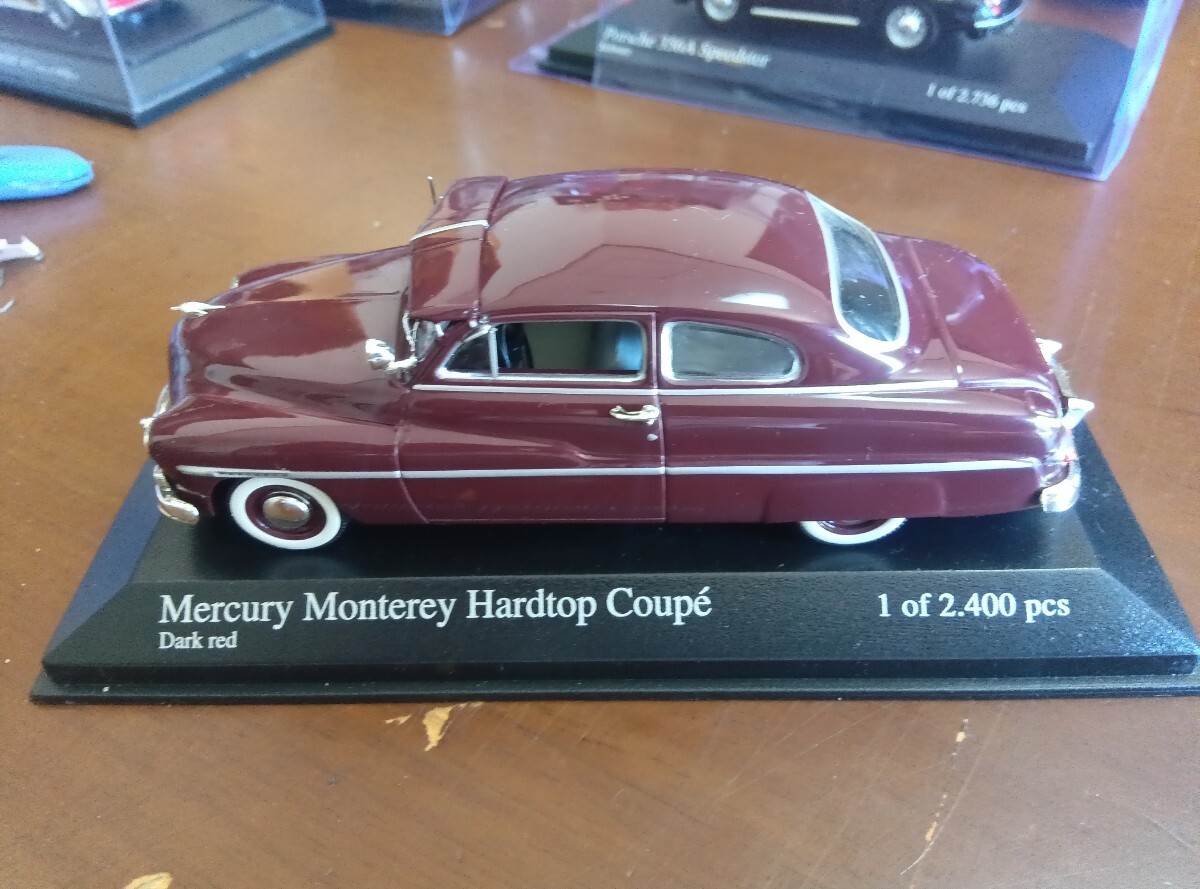 Porsche 356A Speedster
1 of 2.736 pcs
Mercury Monterey Hardtop Coupé
1 of 2.400 pcs
Dark red